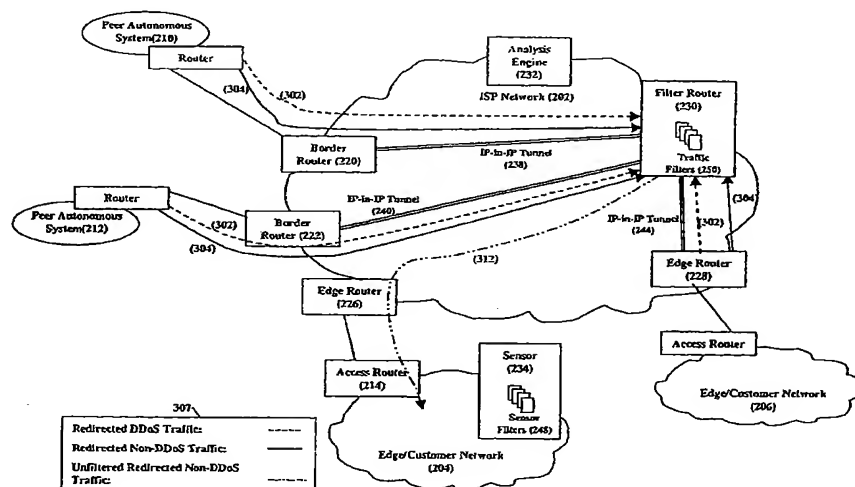 Peer Autonomous
System(210)
Router
(304)
(302)
Analysis
Engine
(232)
ISP Network (202)
Filter Router
(230)
Traffic
Filters (250)
Border
Router (220)
IP-in-IP Tunnel
(238)
Router
Peer Autonomous
System(212)
(302)
(304)
Border
Router (222)
IP-in-IP Tunnel
(240)
(312)
IP-in-IP Tunnel
(244)
(302)
(304)
Edge Router
(226)
Edge Router
(228)
Access Router
(214)
Sensor
(234)
Sensor
Filters (248)
Edge/Customer Network
(204)
Access Router
Edge/Customer Network
(206)
307
Redirected DDoS Traffic:
Redirected Non-DDoS Traffic:
Unfiltered Redirected Non-DDoS
Traffic: